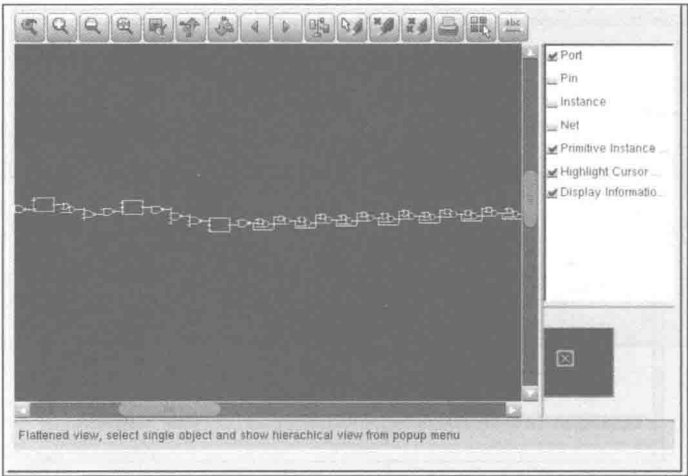 abc
Port
Pin
Instance
Net
Primitive Instance ...
Highlight Cursor ...
Display Informatio...
Flattened view, select single object and show hierachical view from popup menu